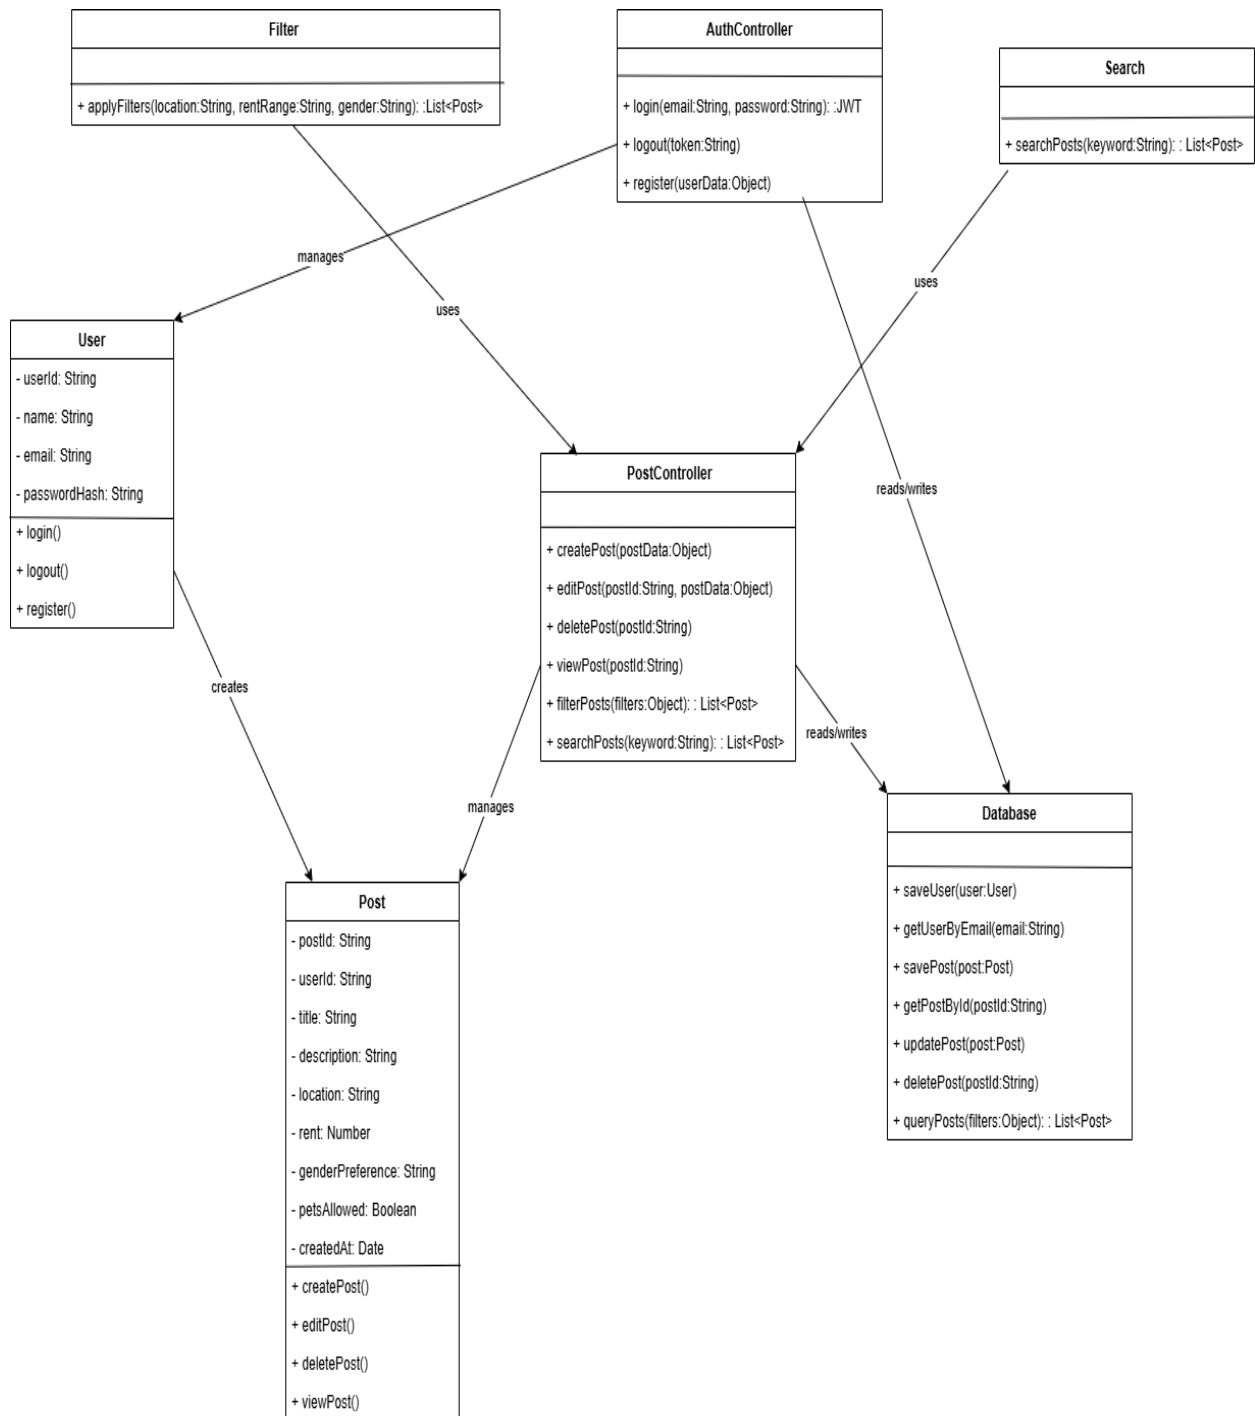 Filter
+ applyFilters(location:String, rentRange:String, gender:String): :List<Post>
AuthController
+ login(email:String, password:String): :JWT
+ logout(token:String)
+ register(userData:Object)
Search
+ searchPosts(keyword:String): : List<Post>
manages
uses
uses
User
- userId: String
- name: String
- email: String
- passwordHash: String
+ login()
+ logout()
+ register()
PostController
+ createPost(postData:Object)
+ editPost(postId:String, postData:Object)
+ deletePost(postId:String)
+ viewPost(postId:String)
+ filterPosts(filters:Object): : List<Post>
+ searchPosts(keyword:String): : List<Post>
reads/writes
creates
reads/writes
manages
Database
+ saveUser(user:User)
+ getUserByEmail(email:String)
+ savePost(post:Post)
+ getPostById(postId:String)
+ updatePost(post:Post)
+ deletePost(postId:String)
+ queryPosts(filters:Object): : List<Post>
Post
- postId: String
- userId: String
- title: String
- description: String
- location: String
- rent: Number
- genderPreference: String
- petsAllowed: Boolean
- createdAt: Date
+ createPost()
+ editPost()
+ deletePost()
+ viewPost()